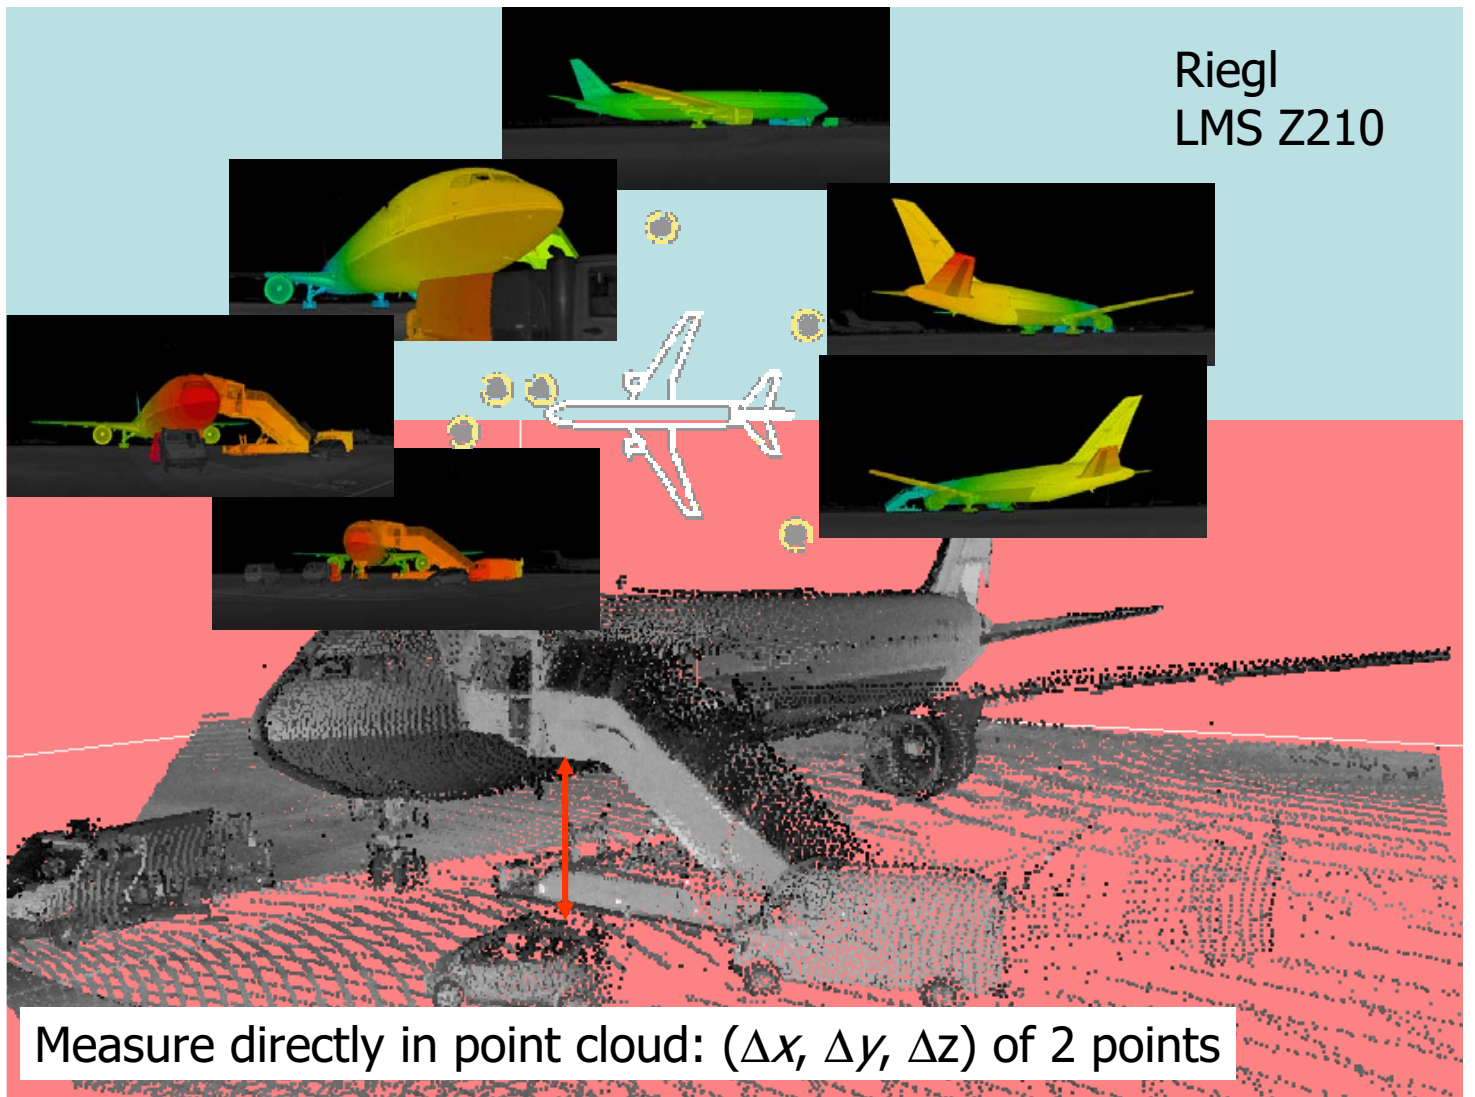 Riegl
LMS Z210
Measure directly in point cloud: (Δx, Δy, Δz) of 2 points